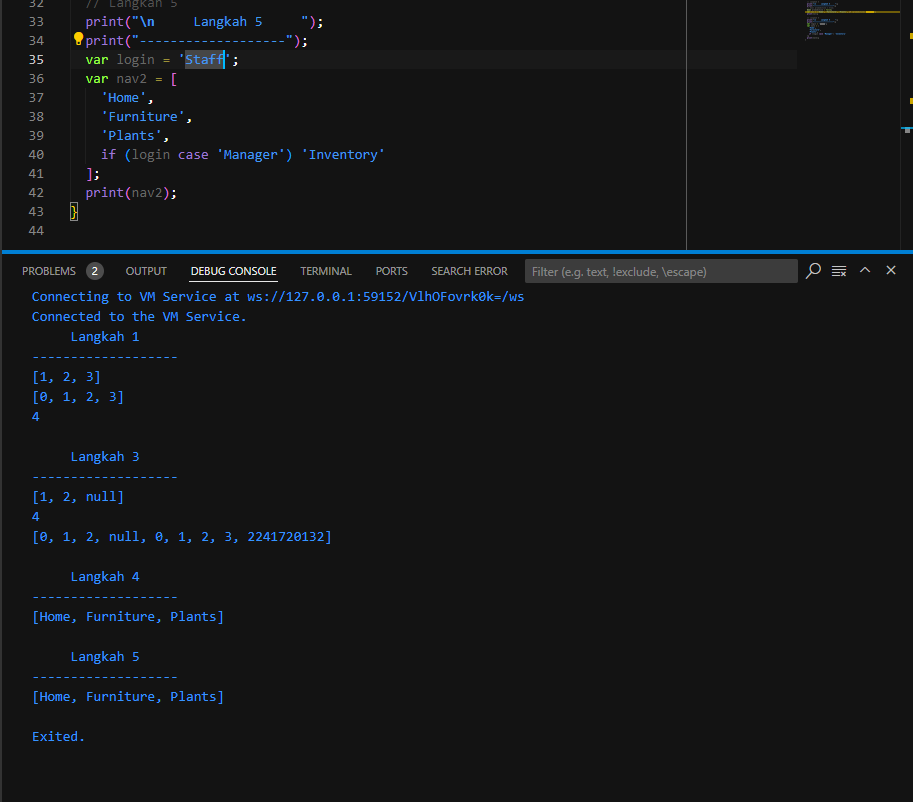 32 // Langkah 5
33 print("\n     Langkah 5     ");
34 print("-------------------");
35 var login = 'Staff';
36 var nav2 = [
37 'Home',
38 'Furniture',
39 'Plants',
40 if (login case 'Manager') 'Inventory'
41 ];
42 print(nav2);
43 }
44
PROBLEMS 2 OUTPUT DEBUG CONSOLE TERMINAL PORTS SEARCH ERROR Filter (e.g. text, !exclude, \escape)
Connecting to VM Service at ws://127.0.0.1:59152/VlhOFovrk0k=/ws
Connected to the VM Service.
Langkah 1
-------------------
[1, 2, 3]
[0, 1, 2, 3]
4
Langkah 3
-------------------
[1, 2, null]
4
[0, 1, 2, null, 0, 1, 2, 3, 2241720132]
Langkah 4
-------------------
[Home, Furniture, Plants]
Langkah 5
-------------------
[Home, Furniture, Plants]
Exited.